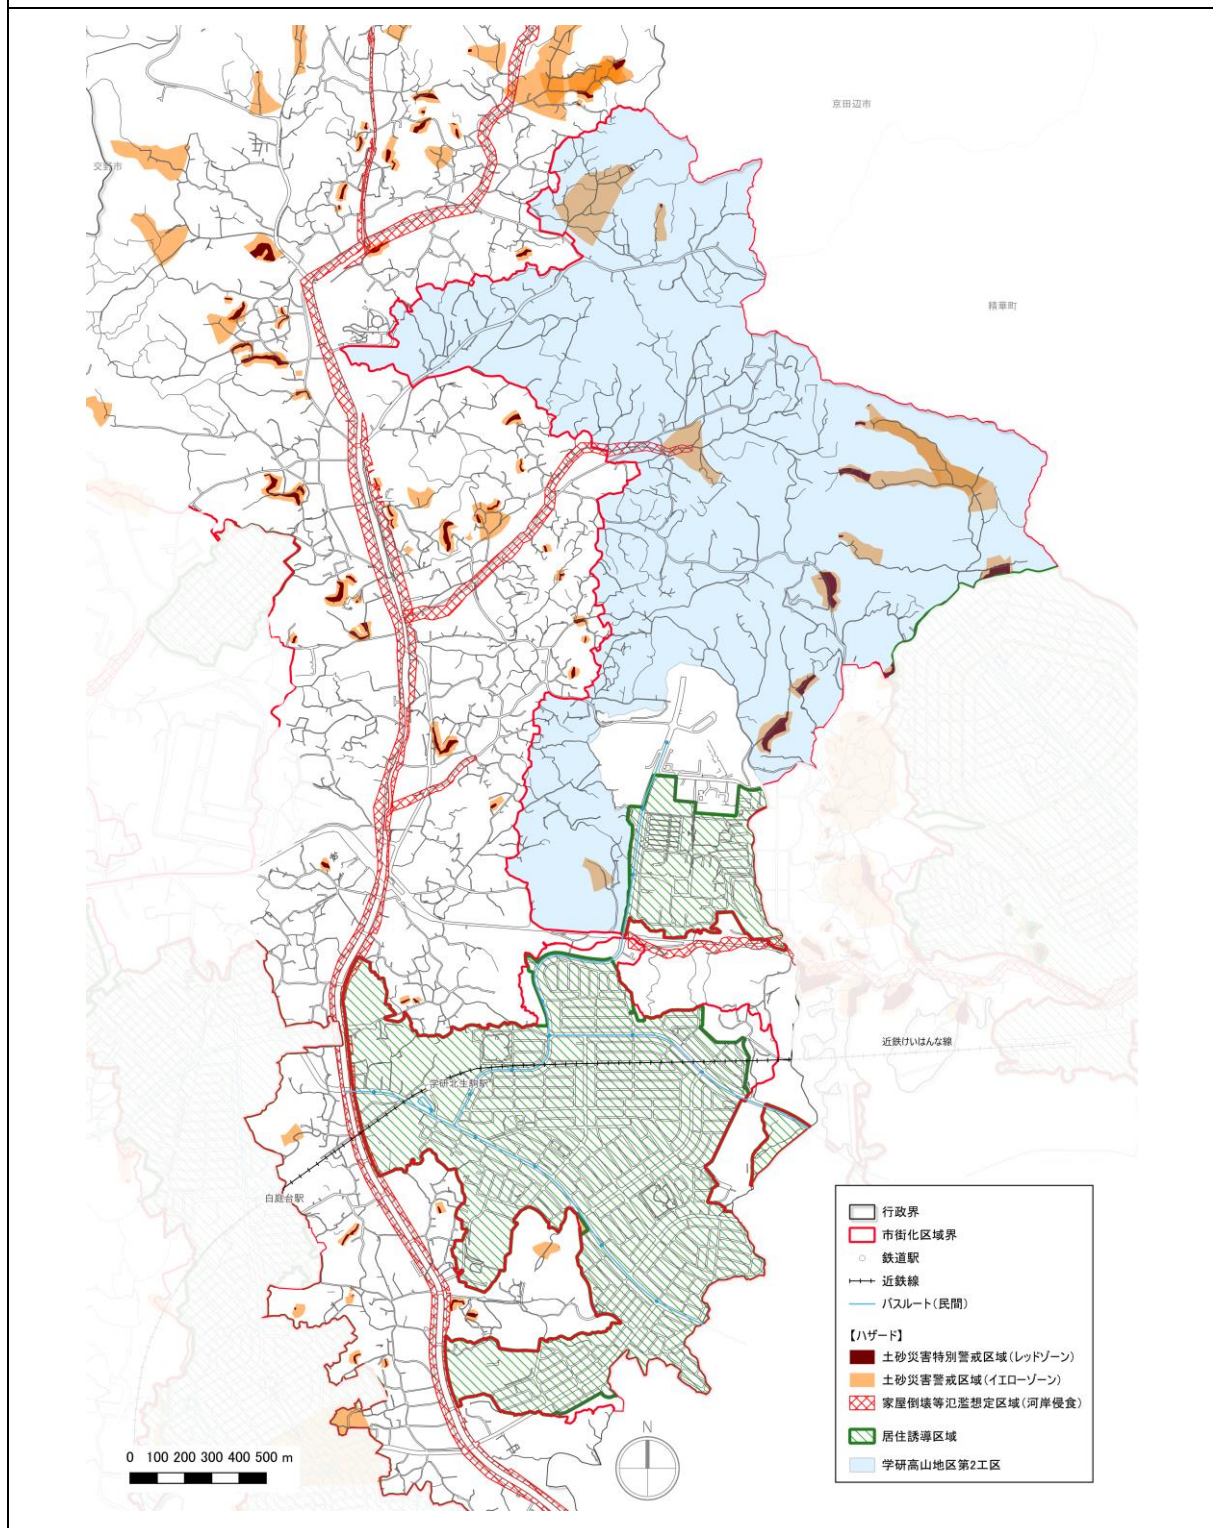 京田辺市
交野市
精華町
近鉄けいはんな線
学研北生駒駅
白庭台駅
行政界
市街化区域界
鉄道駅
近鉄線
バスルート(民間)
【ハザード】
土砂災害特別警戒区域(レッドゾーン)
土砂災害警戒区域(イエローゾーン)
家屋倒壊等氾濫想定区域(河岸侵食)
居住誘導区域
学研高山地区第2工区
0 100 200 300 400 500 m
N